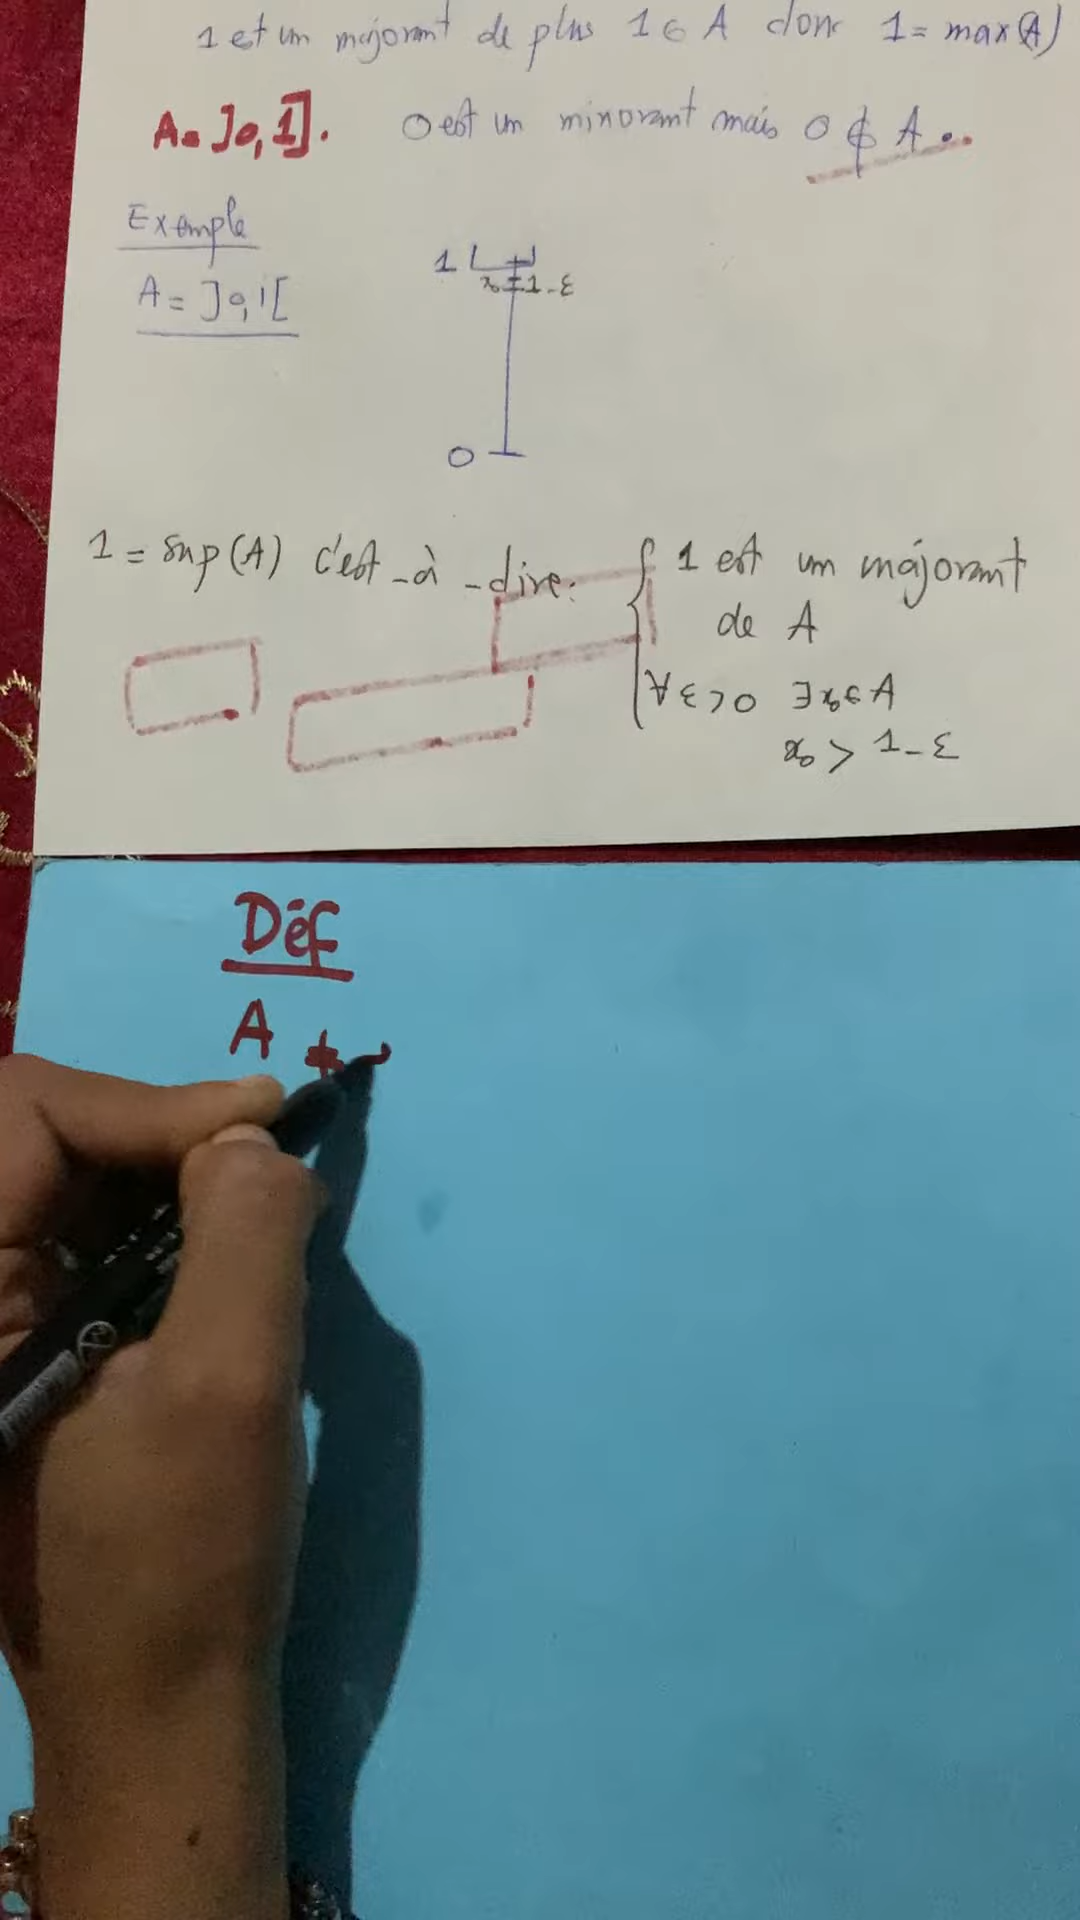 1 est un majorant de plus 1 ∈ A donc 1 = max(A)
A = ]0,1]. 0 est un minorant mais 0 ∉ A..
Exemple
A = ]0,1[
1
x₀ = 1-ε
0
1 = Sup(A) c'est-à-dire: { 1 est un majorant
de A
∀ε>0 ∃x₀∈A
x₀ > 1-ε
Déf
A ≠